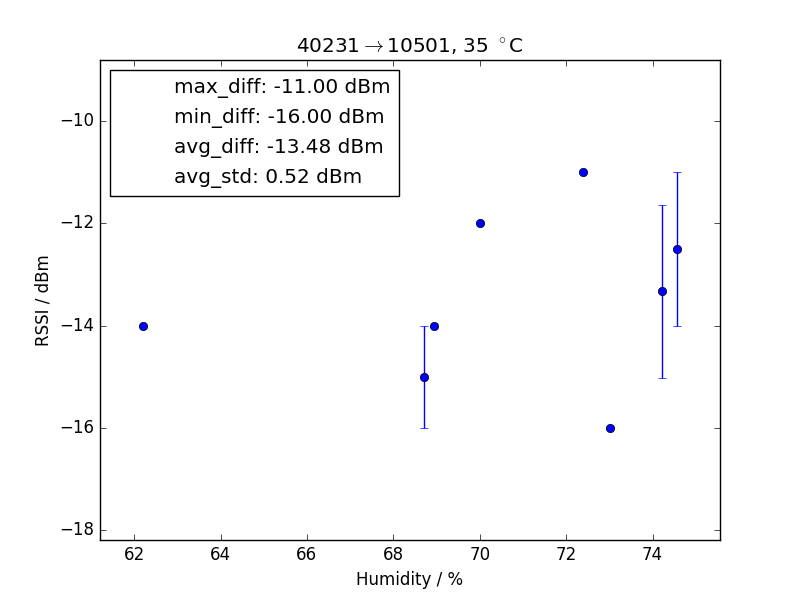 40231→10501, 35 °C
max_diff: -11.00 dBm
min_diff: -16.00 dBm
avg_diff: -13.48 dBm
avg_std: 0.52 dBm
−10
−12
−14
−16
−18
RSSI / dBm
62 64 66 68 70 72 74
Humidity / %